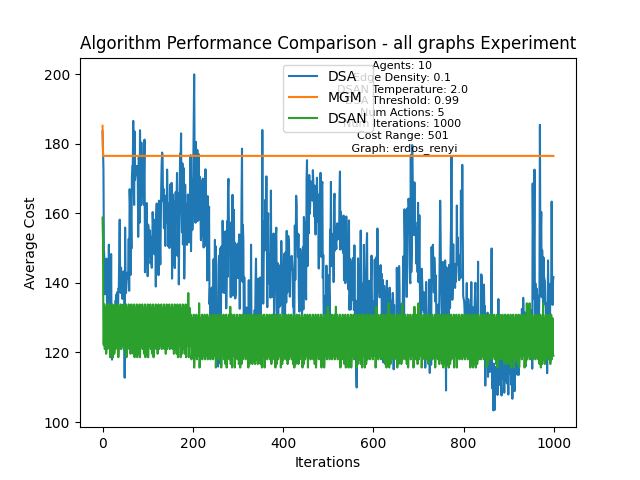 Algorithm Performance Comparison - all graphs Experiment
Agents: 10
Edge Density: 0.1
DSAN Temperature: 2.0
Threshold: 0.99
Num Actions: 5
Num Iterations: 1000
Cost Range: 501
Graph: erdos_renyi
DSA
MGM
DSAN
Average Cost
200
180
160
140
120
100
0
200
400
600
800
1000
Iterations